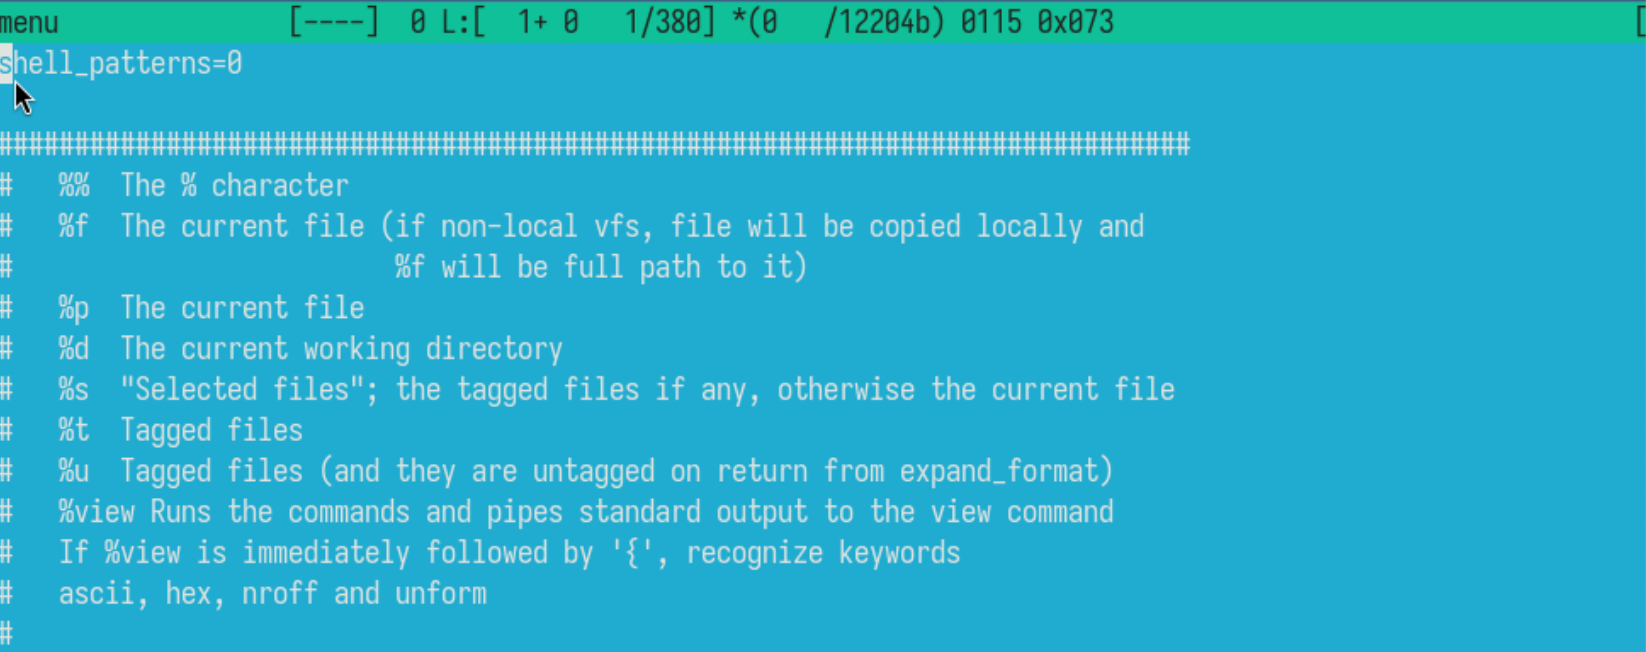 menu [----] 0 L:[ 1+ 0 1/380] *(0 /12204b) 0115 0x073 [
shell_patterns=0
##############################################################################
# %% The % character
# %f The current file (if non-local vfs, file will be copied locally and
# %f will be full path to it)
# %p The current file
# %d The current working directory
# %s "Selected files"; the tagged files if any, otherwise the current file
# %t Tagged files
# %u Tagged files (and they are untagged on return from expand_format)
# %view Runs the commands and pipes standard output to the view command
# If %view is immediately followed by '{', recognize keywords
# ascii, hex, nroff and unform
#